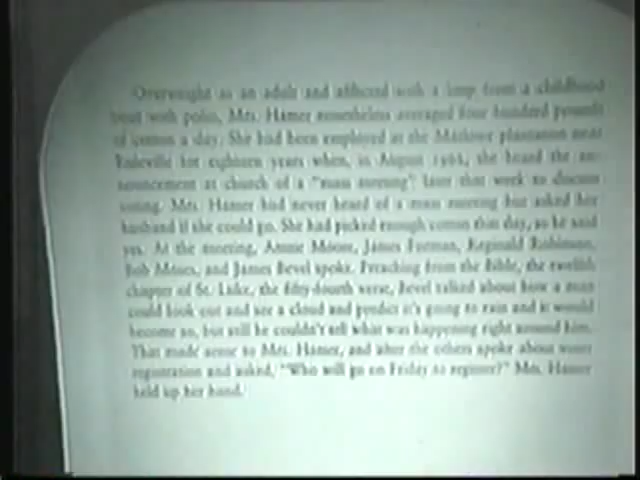 Overweight as an adult and afflicted with a limp from a childhood
bout with polio, Mrs. Hamer nonetheless averaged four hundred pounds
of cotton a day. She had been employed at the Marlowe plantation near
Ruleville for eighteen years when, in August 1962, she heard the an-
nouncement at church of a "mass meeting" later that week to discuss
voting. Mrs. Hamer had never heard of a mass meeting but asked her
husband if she could go. She had picked enough cotton that day, so he said
yes. At the meeting, Amzie Moore, James Forman, Reginald Robinson,
Bob Moses, and James Bevel spoke. Preaching from the Bible, the twelfth
chapter of St. Luke, the fifty-fourth verse, Bevel talked about how a man
could look out and see a cloud and predict it's going to rain and it would
become so, but still he couldn't tell what was happening right around him.
That made sense to Mrs. Hamer, and after the others spoke about voter
registration and asked, "Who will go on Friday to register?" Mrs. Hamer
held up her hand.